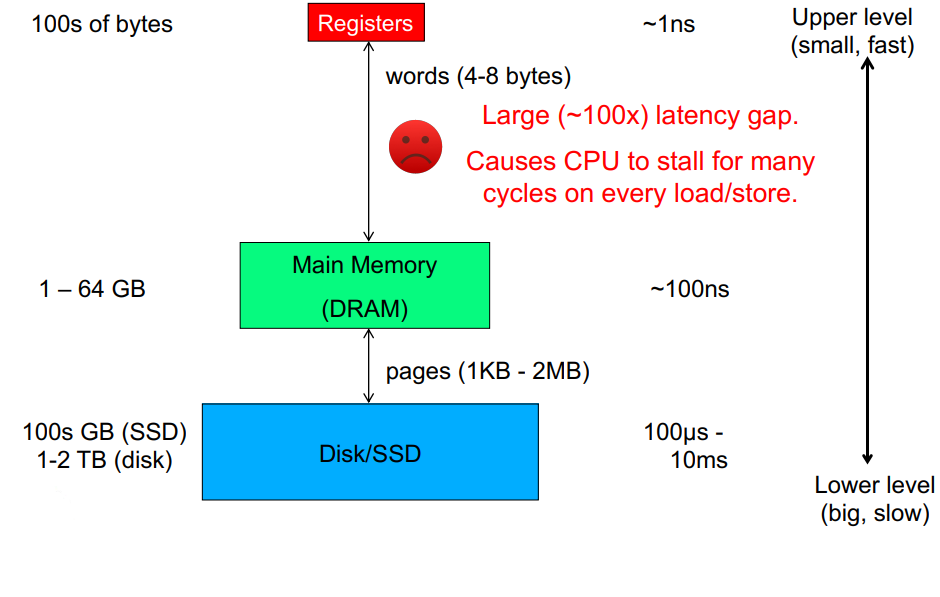 100s of bytes
Registers
~1ns
Upper level
(small, fast)
words (4-8 bytes)
Large (~100x) latency gap.
Causes CPU to stall for many
cycles on every load/store.
1 – 64 GB
Main Memory
(DRAM)
~100ns
pages (1KB - 2MB)
100s GB (SSD)
1-2 TB (disk)
Disk/SSD
100µs -
10ms
Lower level
(big, slow)